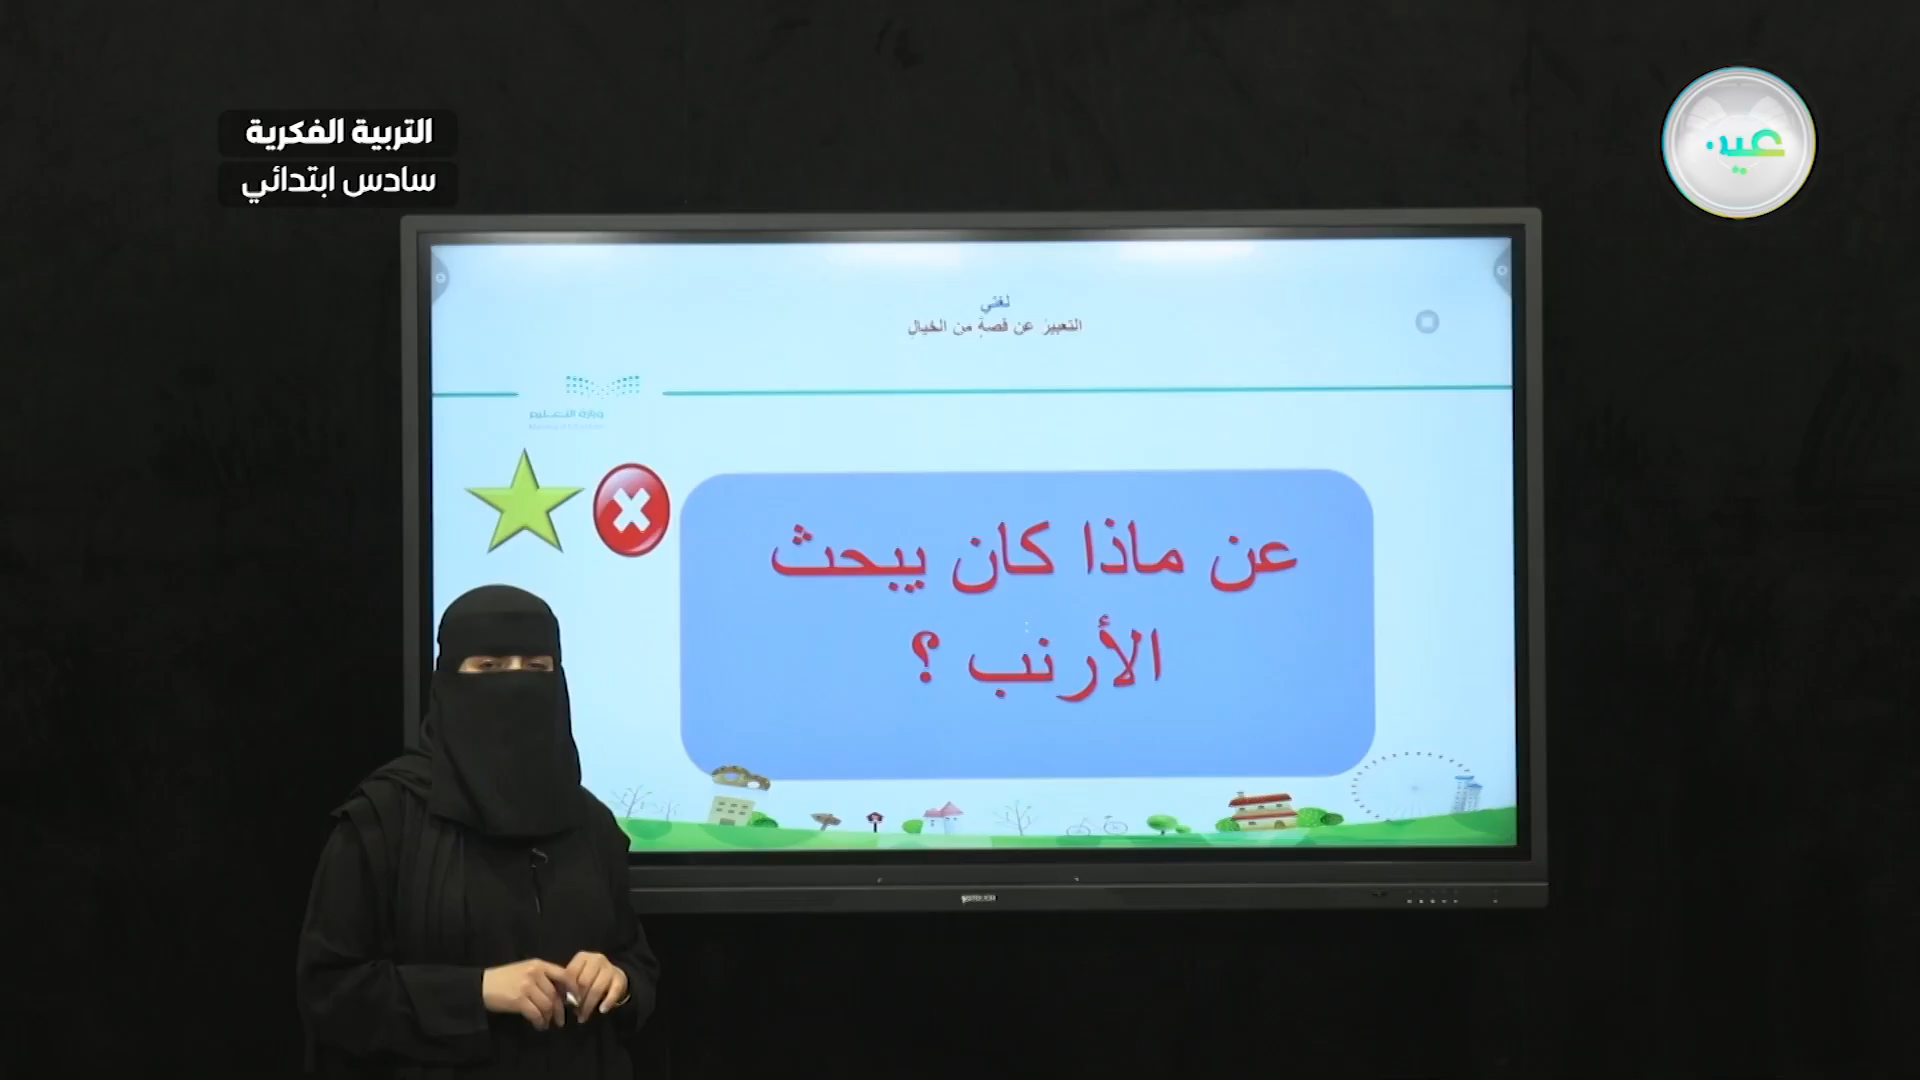 التربية الفكرية
سادس ابتدائي
عين
لغتي
التعبير عن قصة من الخيال
وزارة التعليم
عن ماذا كان يبحث
الأرنب ؟